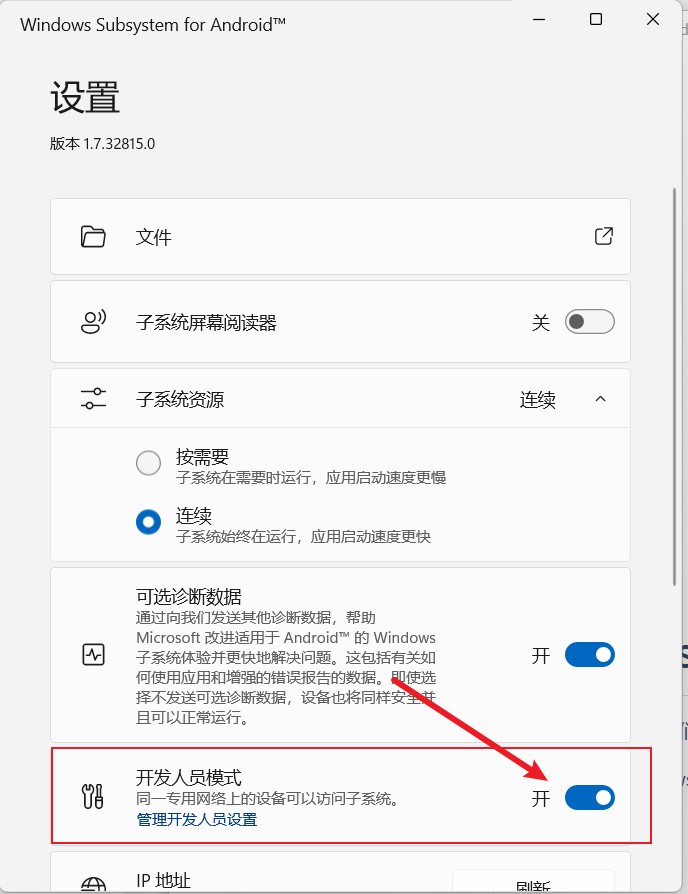 Windows Subsystem for Android™
设置
版本 1.7.32815.0
文件
子系统屏幕阅读器
关
子系统资源
连续
按需要
子系统在需要时运行，应用启动速度更慢
连续
子系统始终在运行，应用启动速度更快
可选诊断数据
通过向我们发送其他诊断数据，帮助
Microsoft 改进适用于 Android™ 的 Windows
子系统体验并更快地解决问题。这包括有关如
何使用应用和增强的错误报告的数据。即使选
择不发送可选诊断数据，设备也将同样安全并
且可以正常运行。
开
开发人员模式
同一专用网络上的设备可以访问子系统。
管理开发人员设置
开
IP 地址
刷新